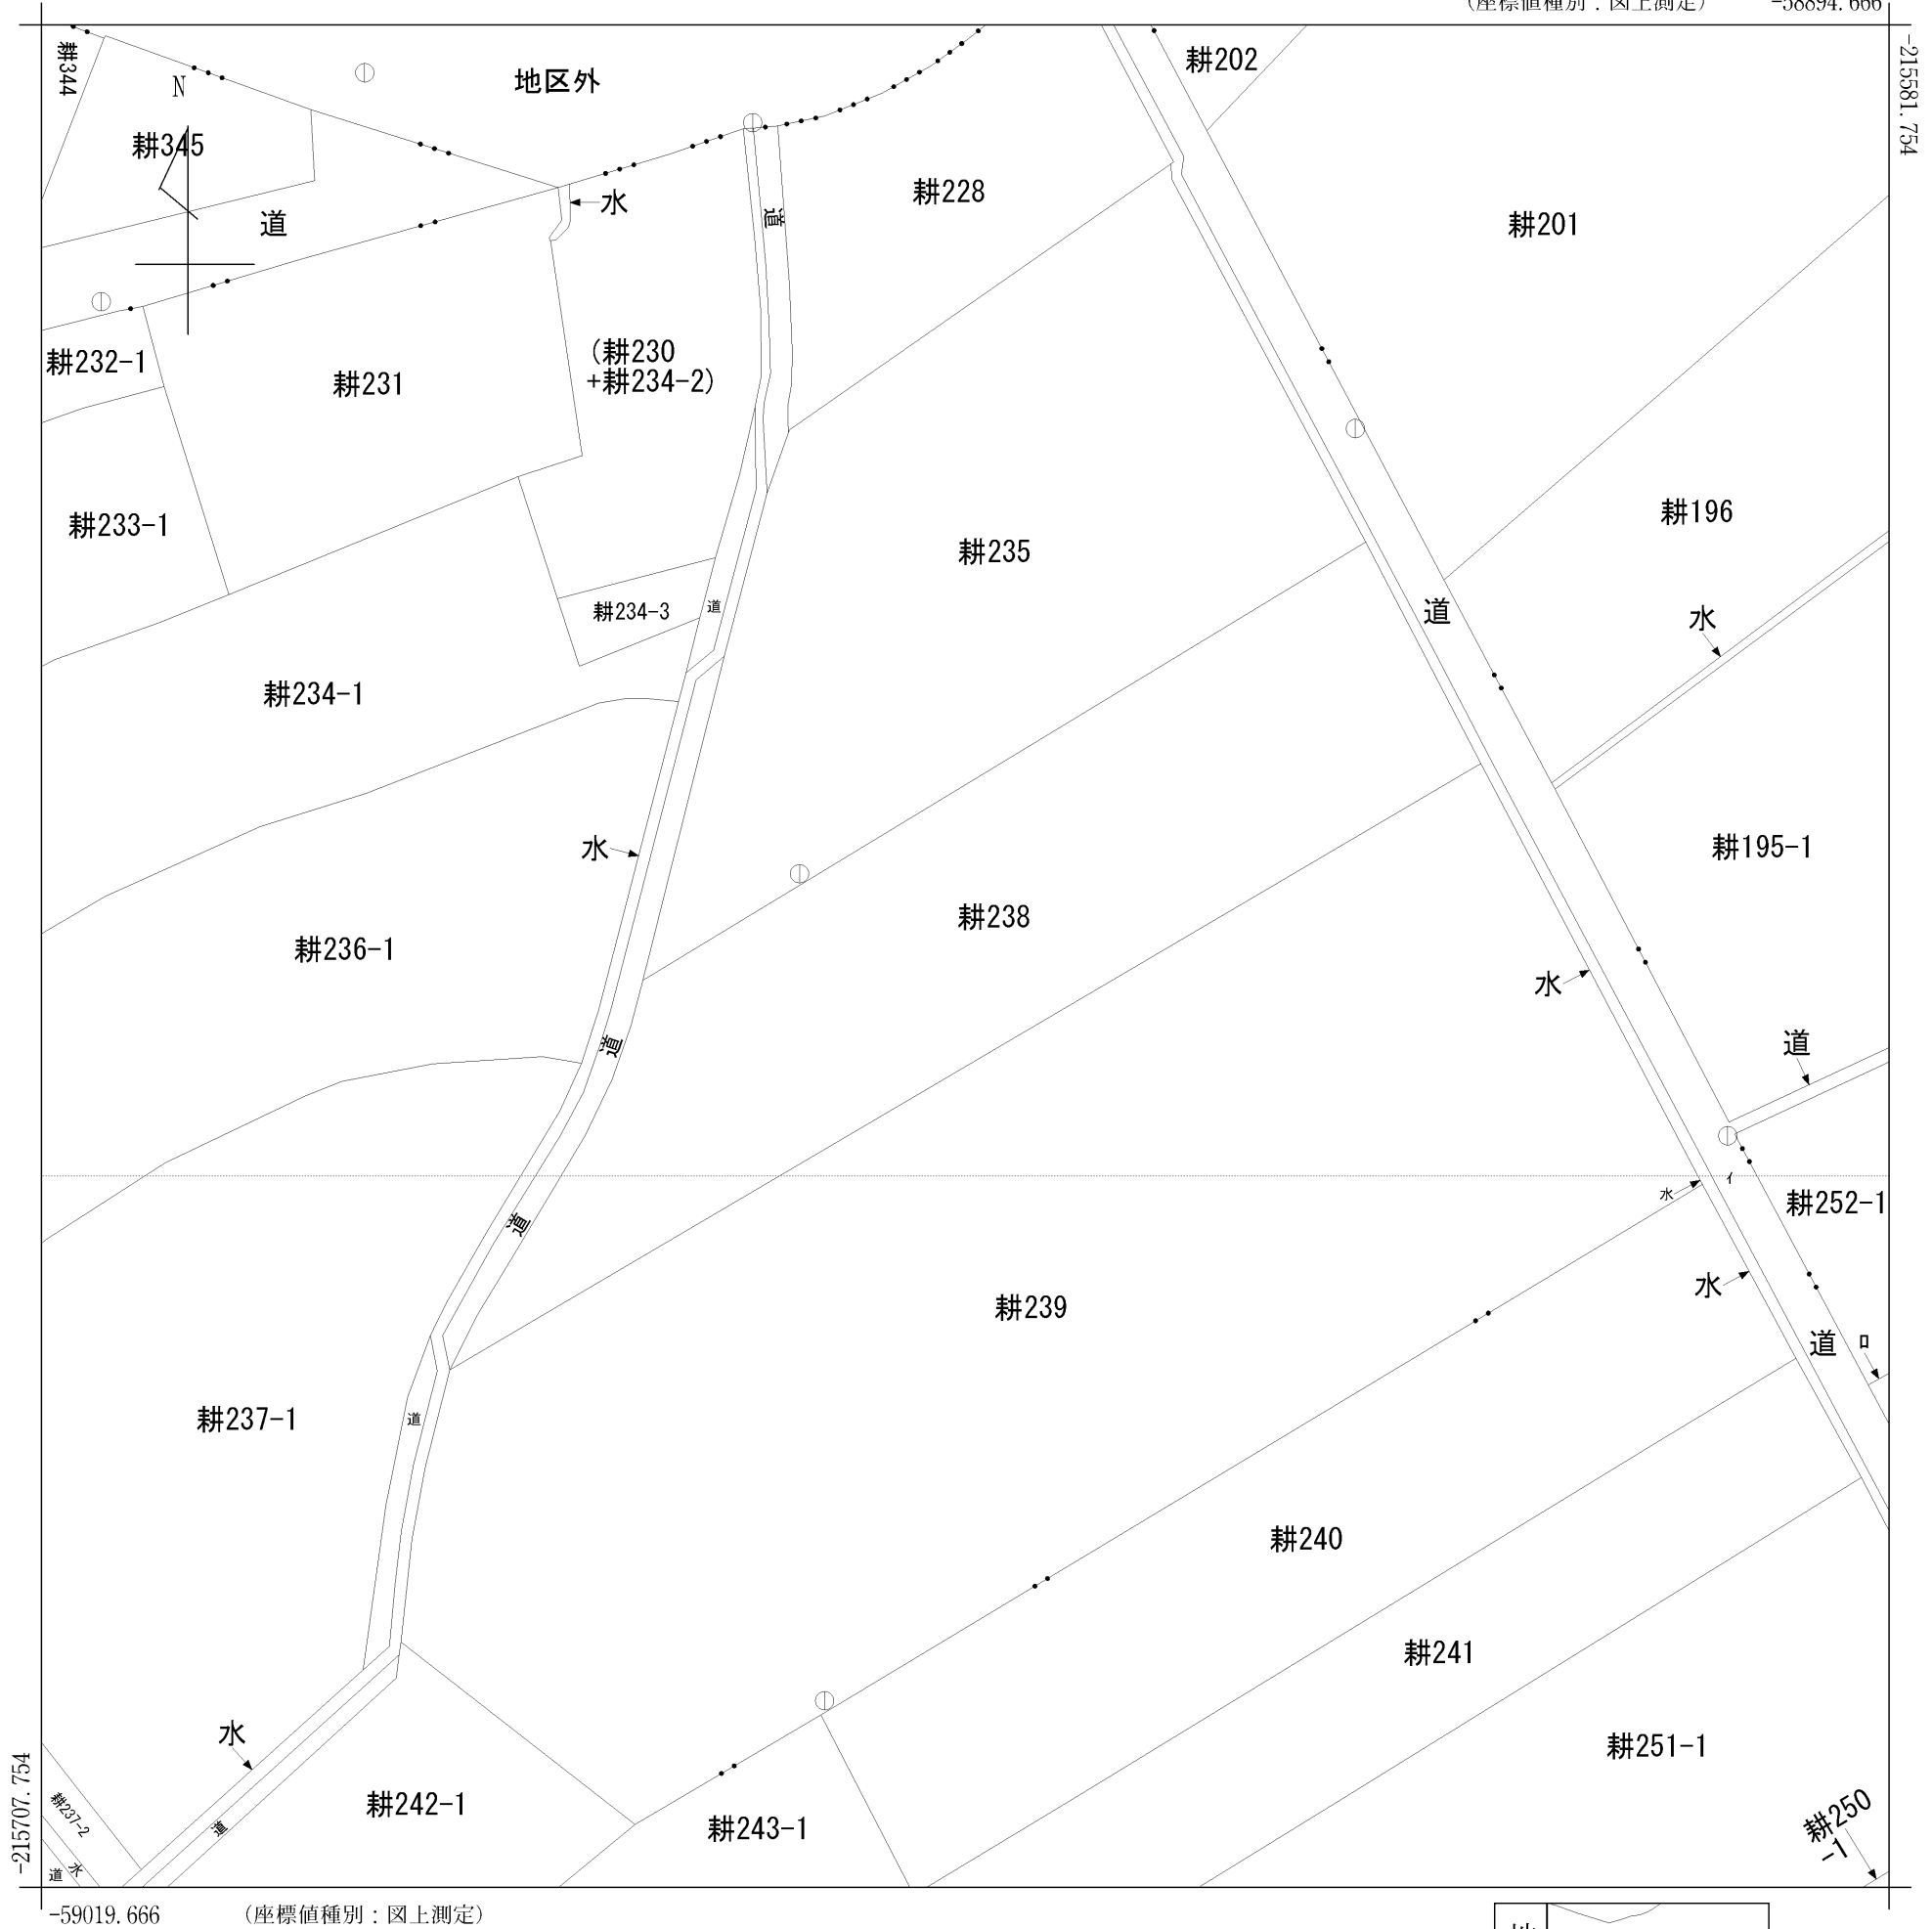 （座標値種別：図上測定） -58894.666
-215581.754
耕344
N
地区外
耕202
耕345
水
道
道
耕228
耕201
耕232-1
耕231
（耕230
+耕234-2）
耕233-1
耕235
耕196
耕234-3
道
道
水
耕234-1
水
耕195-1
耕236-1
耕238
水
道
道
イ
水
耕252-1
道
水
耕239
道
ロ
耕237-1
道
耕240
耕241
水
耕251-1
-215707.754
耕237-2
耕242-1
道
耕243-1
耕250
-1
水
道
-59019.666 （座標値種別：図上測定）